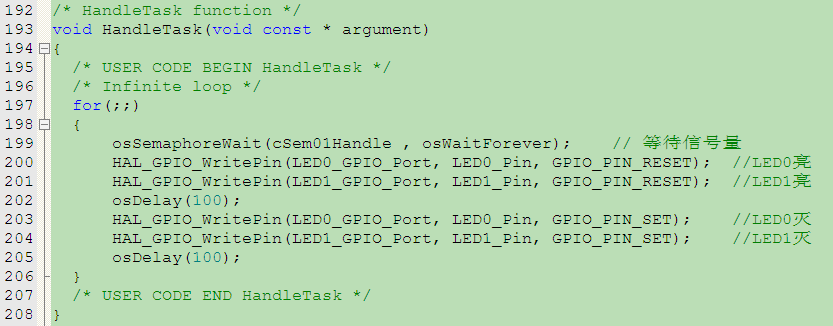 192 /* HandleTask function */
193 void HandleTask(void const * argument)
194 {
195   /* USER CODE BEGIN HandleTask */
196   /* Infinite loop */
197   for(;;)
198   {
199       osSemaphoreWait(cSem01Handle , osWaitForever);    // 等待信号量
200       HAL_GPIO_WritePin(LED0_GPIO_Port, LED0_Pin, GPIO_PIN_RESET);  //LED0亮
201       HAL_GPIO_WritePin(LED1_GPIO_Port, LED1_Pin, GPIO_PIN_RESET);  //LED1亮
202       osDelay(100);
203       HAL_GPIO_WritePin(LED0_GPIO_Port, LED0_Pin, GPIO_PIN_SET);    //LED0灭
204       HAL_GPIO_WritePin(LED1_GPIO_Port, LED1_Pin, GPIO_PIN_SET);    //LED1灭
205       osDelay(100);
206   }
207   /* USER CODE END HandleTask */
208 }